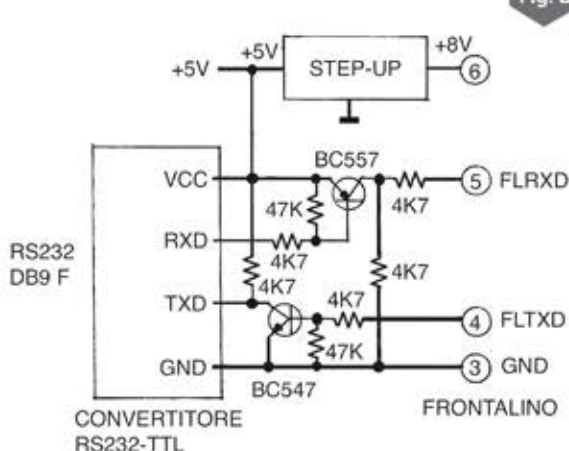 +5V
+5V
STEP-UP
+8V
6
BC557
VCC
47K
4K7
5 FLRXD
RXD
4K7
RS232
DB9 F
4K7
4K7
TXD
4K7
4 FLTXD
47K
GND
3 GND
BC547
CONVERTITORE
RS232-TTL
FRONTALINO